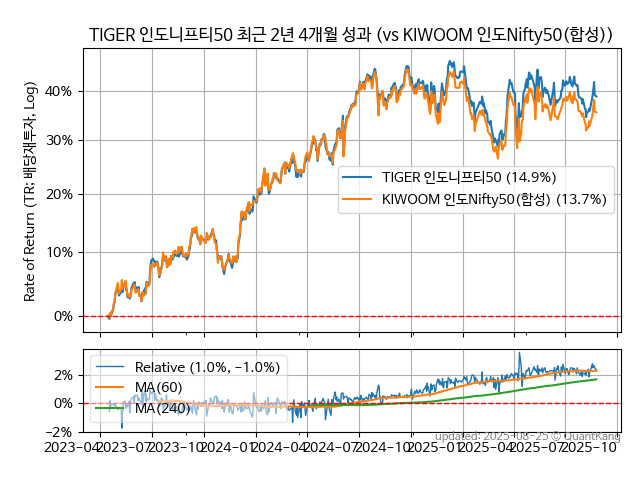 TIGER 인도니프티50 최근 2년 4개월 성과 (vs KIWOOM 인도Nifty50(합성))
Rate of Return (TR: 배당재투자, Log)
40%
30%
20%
10%
0%
TIGER 인도니프티50 (14.9%)
KIWOOM 인도Nifty50(합성) (13.7%)
2%
0%
−2%
Relative (1.0%, −1.0%)
MA(60)
MA(240)
updated: 2025-08-25 © QuantKang
2023-04 2023-07 2023-10 2024-01 2024-04 2024-07 2024-10 2025-01 2025-04 2025-07 2025-10